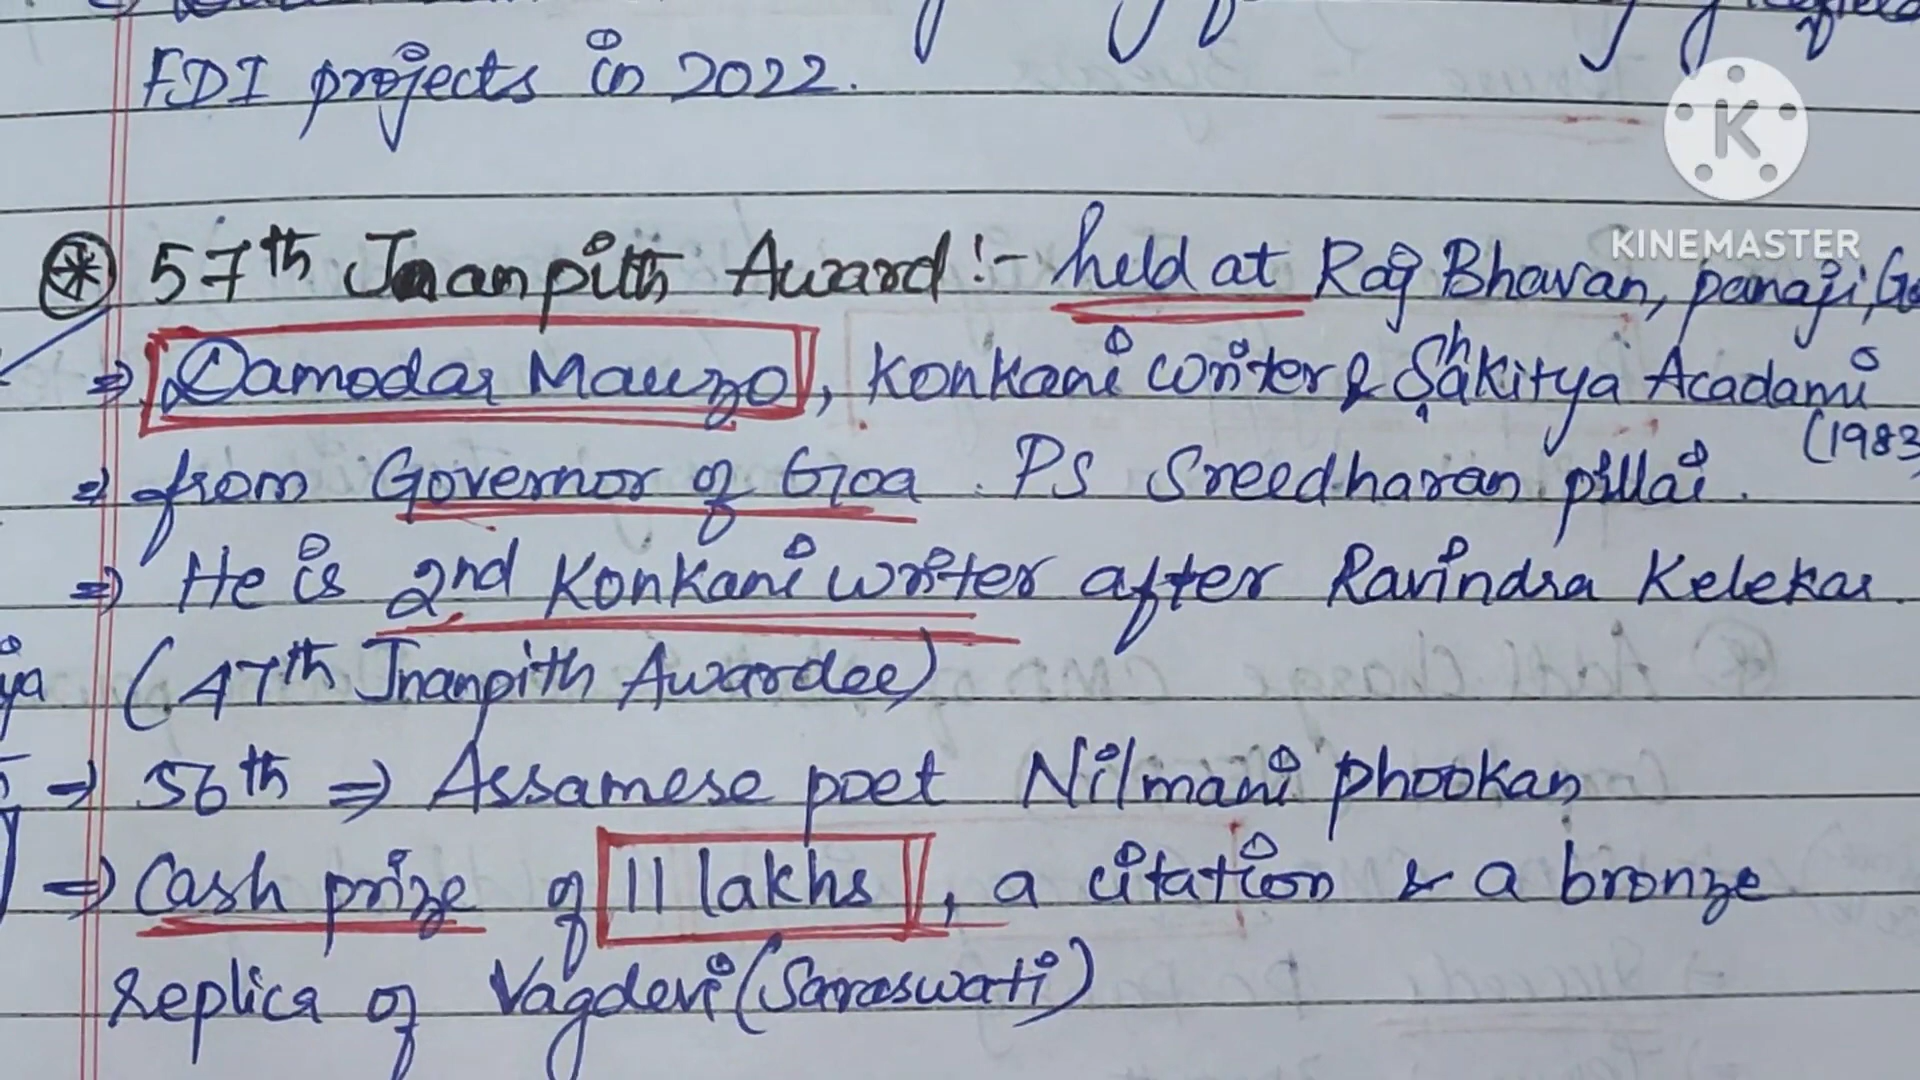 FDI projects in 2022.
KINEMASTER
57th Jnanpith Award :- held at Raj Bhavan, panaji, Go
⇒ Damodar Mauzo, Konkani writer & Sahitya Acadami
(1983
⇒ from Governor of Goa. PS Sreedharan pillai.
⇒ He is 2nd Konkani writer after Ravindra Kelekar.
ya (47th Jnanpith Awardee)
→ 56th ⇒ Assamese poet Nilmani phookan
⇒ Cash prize of 11 lakhs, a citation & a bronze
replica of Vagdevi (Saraswati)